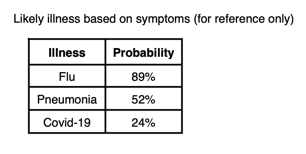 Likely illness based on symptoms (for reference only)
Illness Probability
Flu 89%
Pneumonia 52%
Covid-19 24%